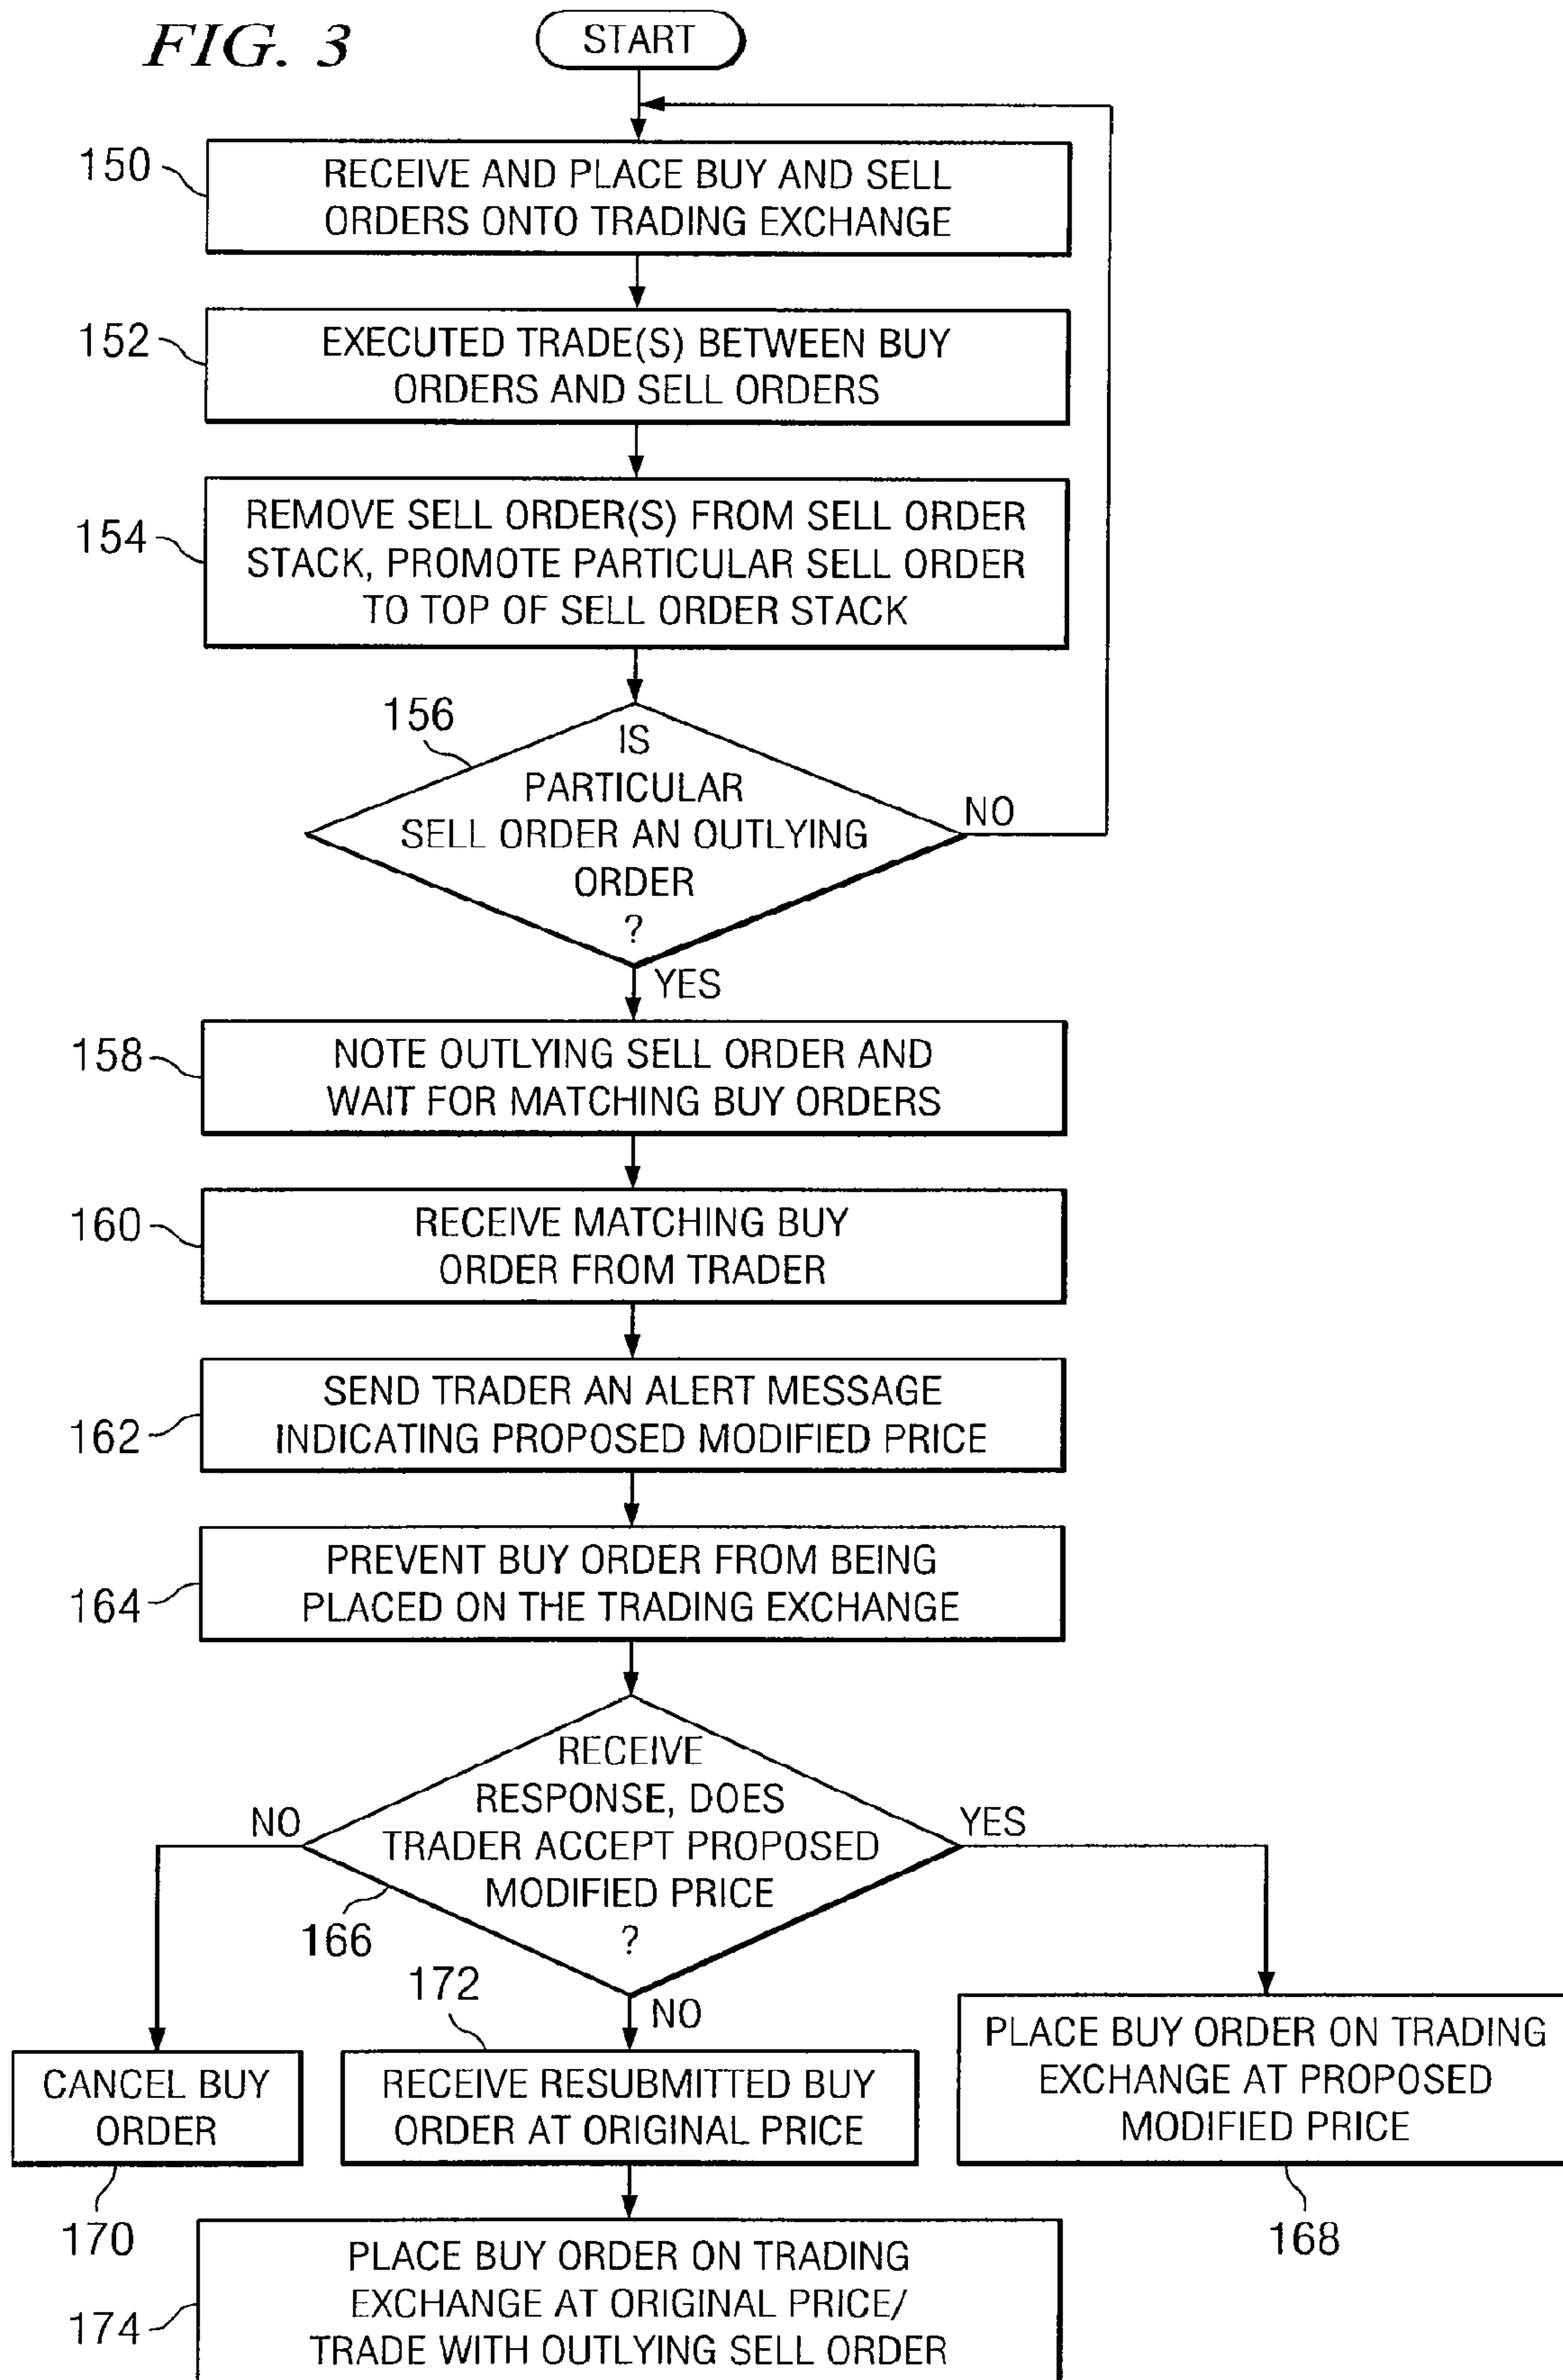 FIG. 3
START
150
RECEIVE AND PLACE BUY AND SELL
ORDERS ONTO TRADING EXCHANGE
152
EXECUTED TRADE(S) BETWEEN BUY
ORDERS AND SELL ORDERS
154
REMOVE SELL ORDER(S) FROM SELL ORDER
STACK, PROMOTE PARTICULAR SELL ORDER
TO TOP OF SELL ORDER STACK
156
IS
PARTICULAR
SELL ORDER AN OUTLYING
ORDER
?
NO
YES
158
NOTE OUTLYING SELL ORDER AND
WAIT FOR MATCHING BUY ORDERS
160
RECEIVE MATCHING BUY
ORDER FROM TRADER
162
SEND TRADER AN ALERT MESSAGE
INDICATING PROPOSED MODIFIED PRICE
164
PREVENT BUY ORDER FROM BEING
PLACED ON THE TRADING EXCHANGE
RECEIVE
RESPONSE, DOES
TRADER ACCEPT PROPOSED
MODIFIED PRICE
?
NO
YES
166
172
NO
CANCEL BUY
ORDER
170
RECEIVE RESUBMITTED BUY
ORDER AT ORIGINAL PRICE
PLACE BUY ORDER ON TRADING
EXCHANGE AT PROPOSED
MODIFIED PRICE
168
174
PLACE BUY ORDER ON TRADING
EXCHANGE AT ORIGINAL PRICE/
TRADE WITH OUTLYING SELL ORDER